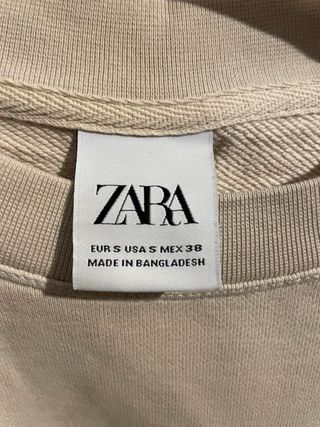 ZARA
EUR S USA S MEX 38
MADE IN BANGLADESH